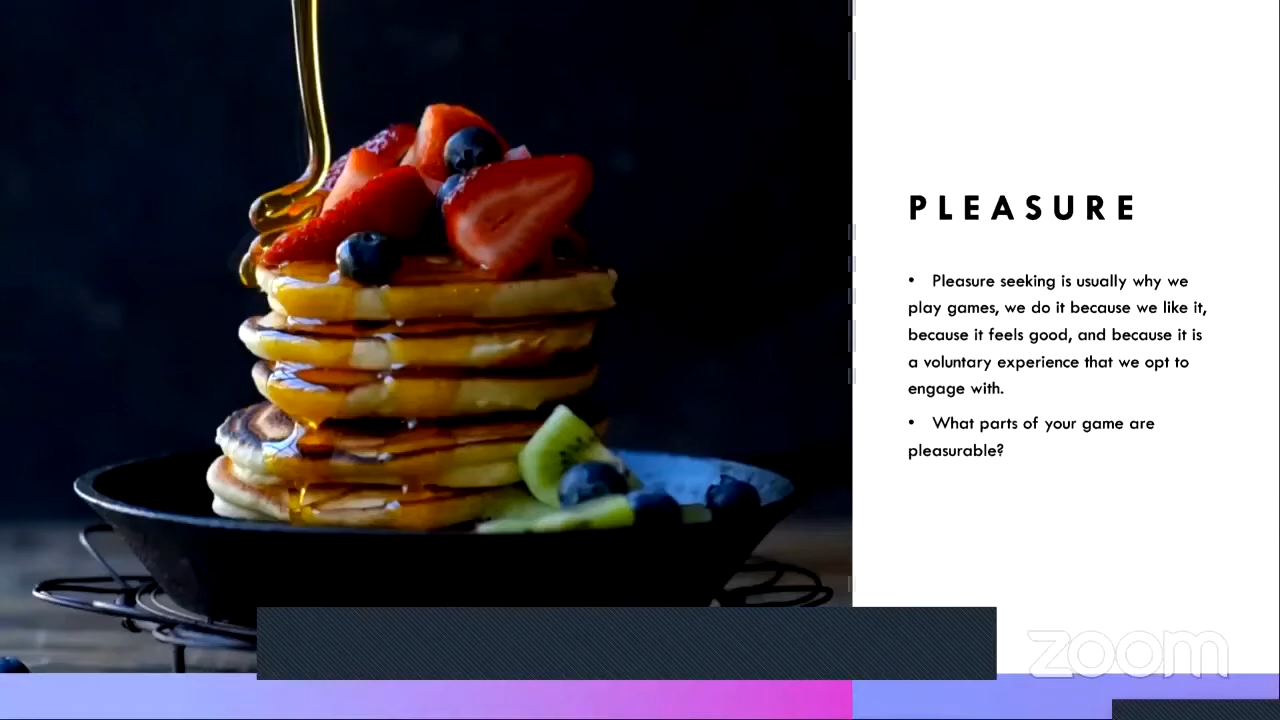 PLEASURE
• Pleasure seeking is usually why we
play games, we do it because we like it,
because it feels good, and because it is
a voluntary experience that we opt to
engage with.
• What parts of your game are
pleasurable?
zoom